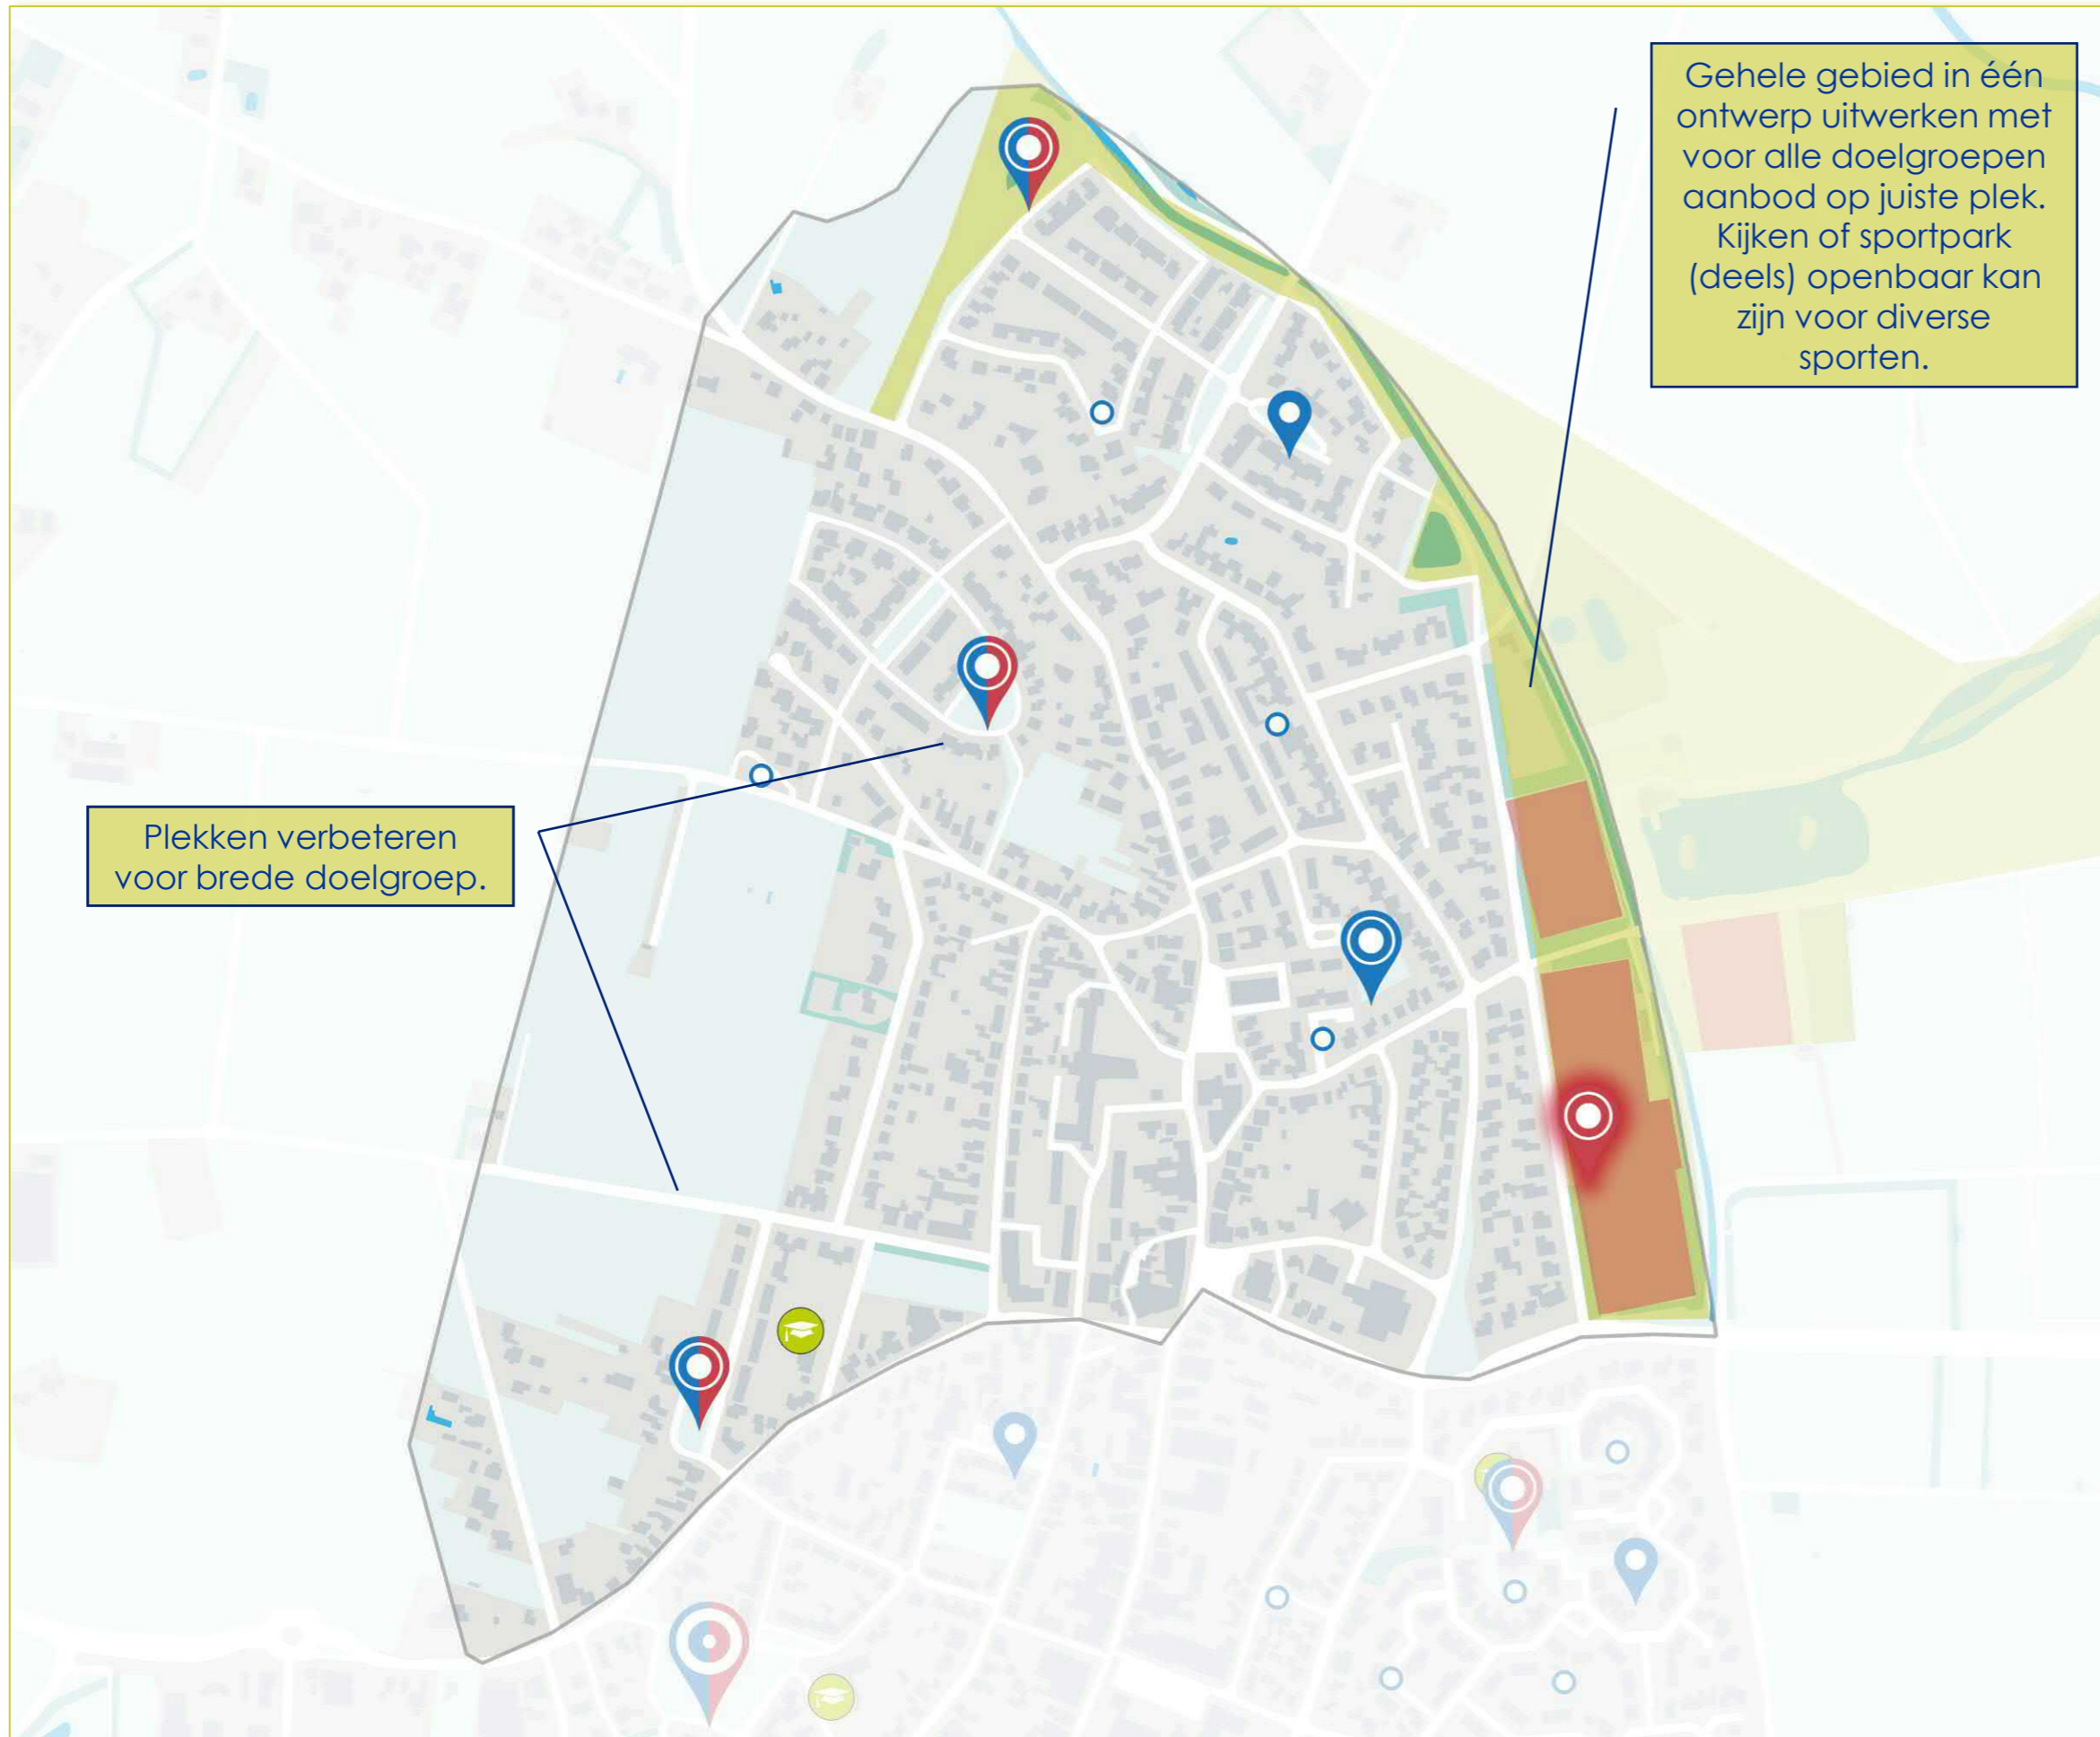 Gehele gebied in één
ontwerp uitwerken met
voor alle doelgroepen
aanbod op juiste plek.
Kijken of sportpark
(deels) openbaar kan
zijn voor diverse
sporten.
Plekken verbeteren
voor brede doelgroep.